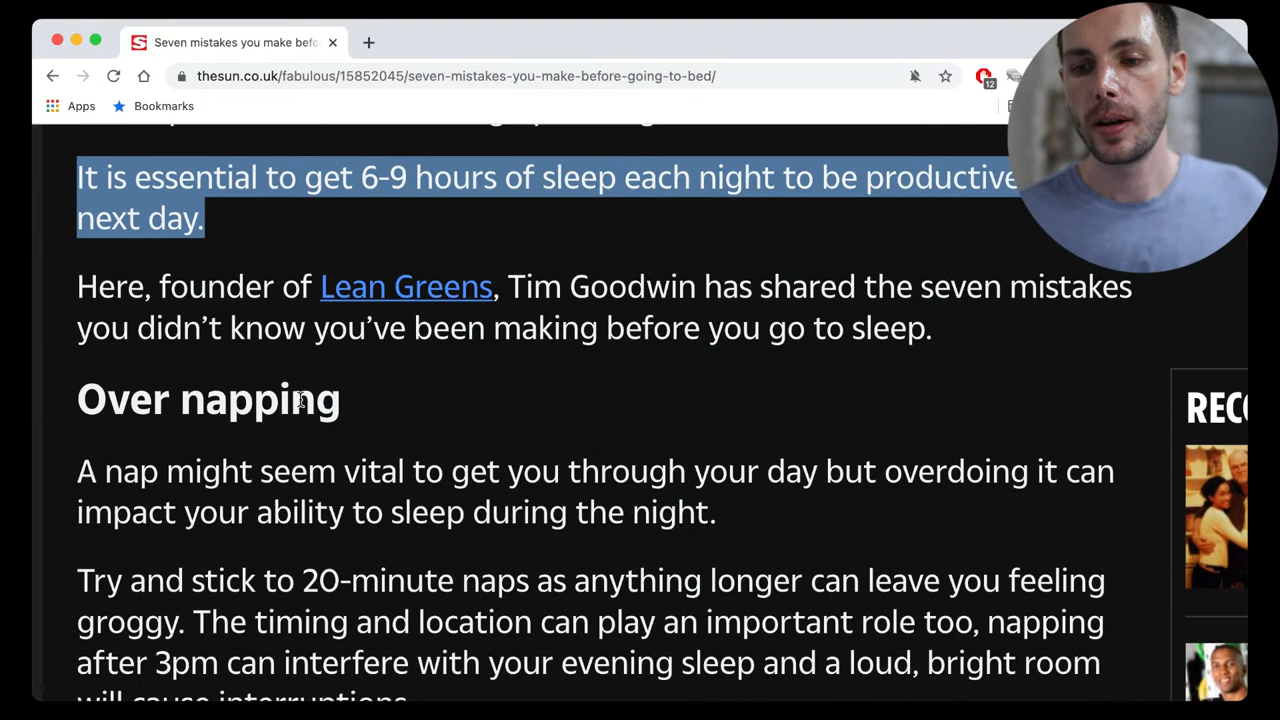 Seven mistakes you make befo
thesun.co.uk/fabulous/15852045/seven-mistakes-you-make-before-going-to-bed/
12
Apps Bookmarks
It is essential to get 6-9 hours of sleep each night to be productive
next day.
Here, founder of Lean Greens, Tim Goodwin has shared the seven mistakes
you didn’t know you’ve been making before you go to sleep.
Over napping
A nap might seem vital to get you through your day but overdoing it can
impact your ability to sleep during the night.
REC
Try and stick to 20-minute naps as anything longer can leave you feeling
groggy. The timing and location can play an important role too, napping
after 3pm can interfere with your evening sleep and a loud, bright room
will cause interruptions.